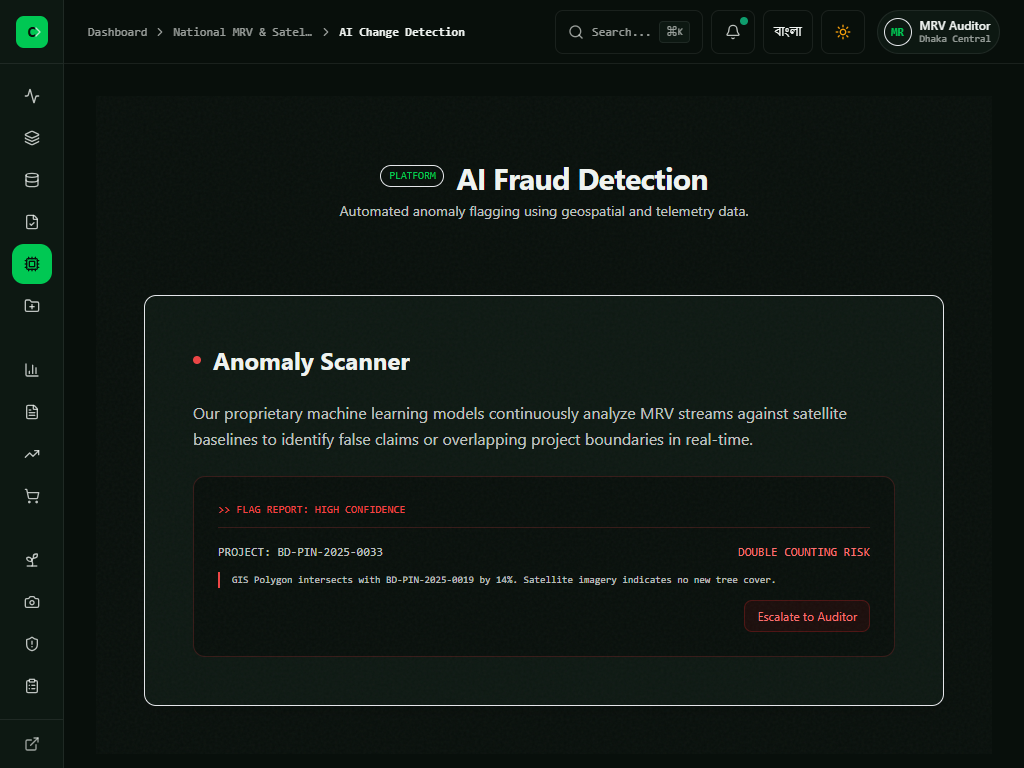 Dashboard > National MRV & Satel… > AI Change Detection
Search... ⌘K
বাংলা
MR
MRV Auditor
Dhaka Central
PLATFORM
AI Fraud Detection
Automated anomaly flagging using geospatial and telemetry data.
Anomaly Scanner
Our proprietary machine learning models continuously analyze MRV streams against satellite
baselines to identify false claims or overlapping project boundaries in real-time.
>> FLAG REPORT: HIGH CONFIDENCE
PROJECT: BD-PIN-2025-0033
DOUBLE COUNTING RISK
GIS Polygon intersects with BD-PIN-2025-0019 by 14%. Satellite imagery indicates no new tree cover.
Escalate to Auditor